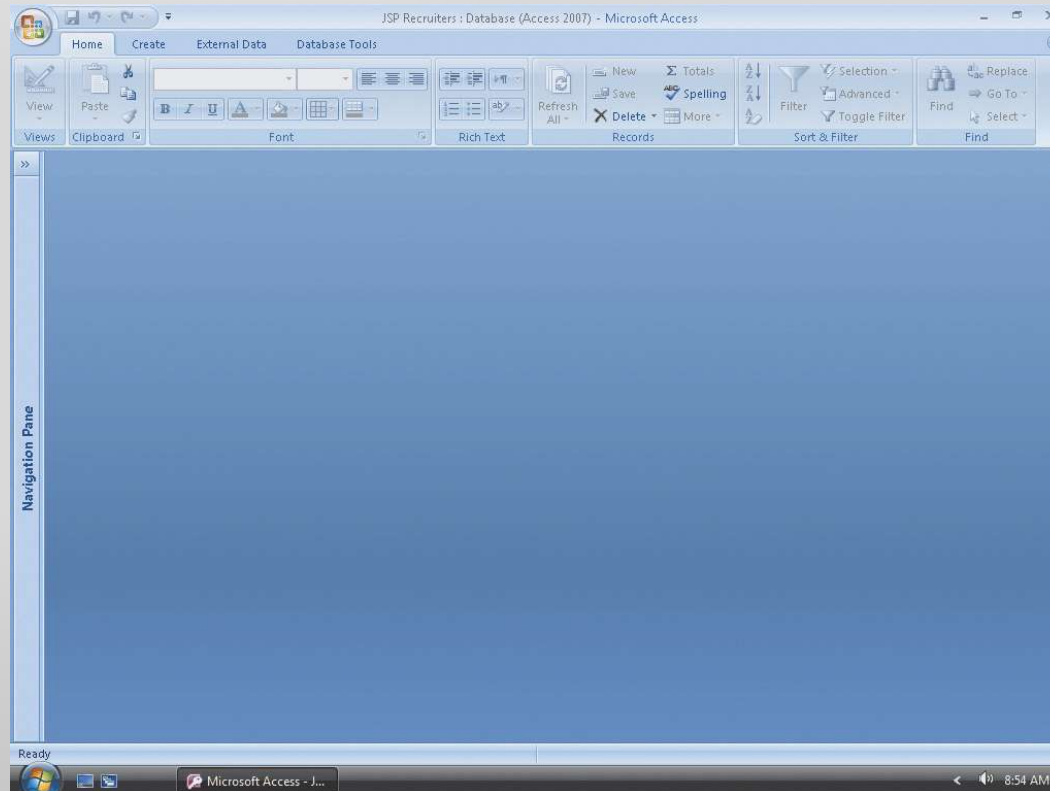 JSP Recruiters : Database (Access 2007) - Microsoft Access
Home Create External Data Database Tools
View
Views
Paste
Clipboard
B I U A
Font
Rich Text
Refresh All
New
Save
Delete
Σ Totals
Spelling
More
Records
Filter
Selection
Advanced
Toggle Filter
Sort & Filter
Find
Replace
Go To
Select
Find
»
Navigation Pane
Ready
Microsoft Access - J...
8:54 AM